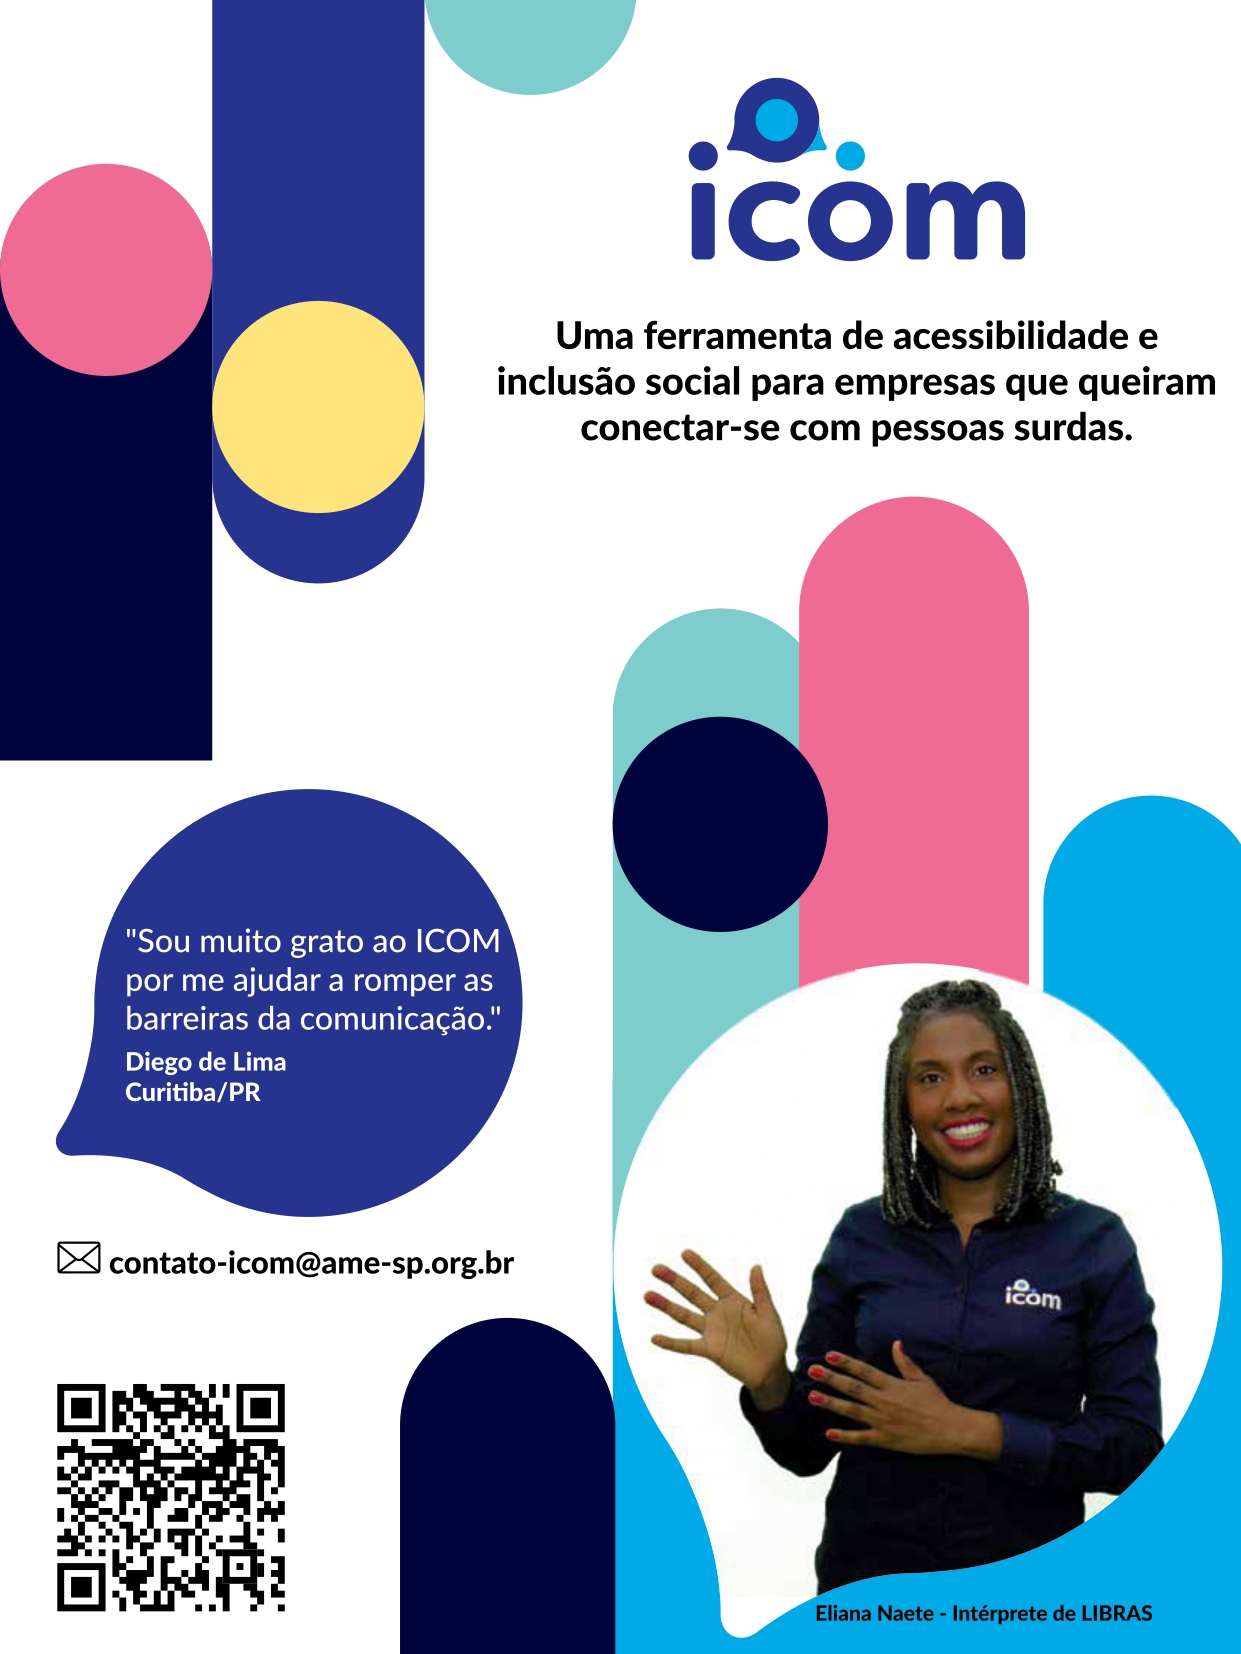 icom
Uma ferramenta de acessibilidade e
inclusão social para empresas que queiram
conectar-se com pessoas surdas.
"Sou muito grato ao ICOM
por me ajudar a romper as
barreiras da comunicação."
Diego de Lima
Curitiba/PR
contato-icom@ame-sp.org.br
icom
Eliana Naete - Intérprete de LIBRAS